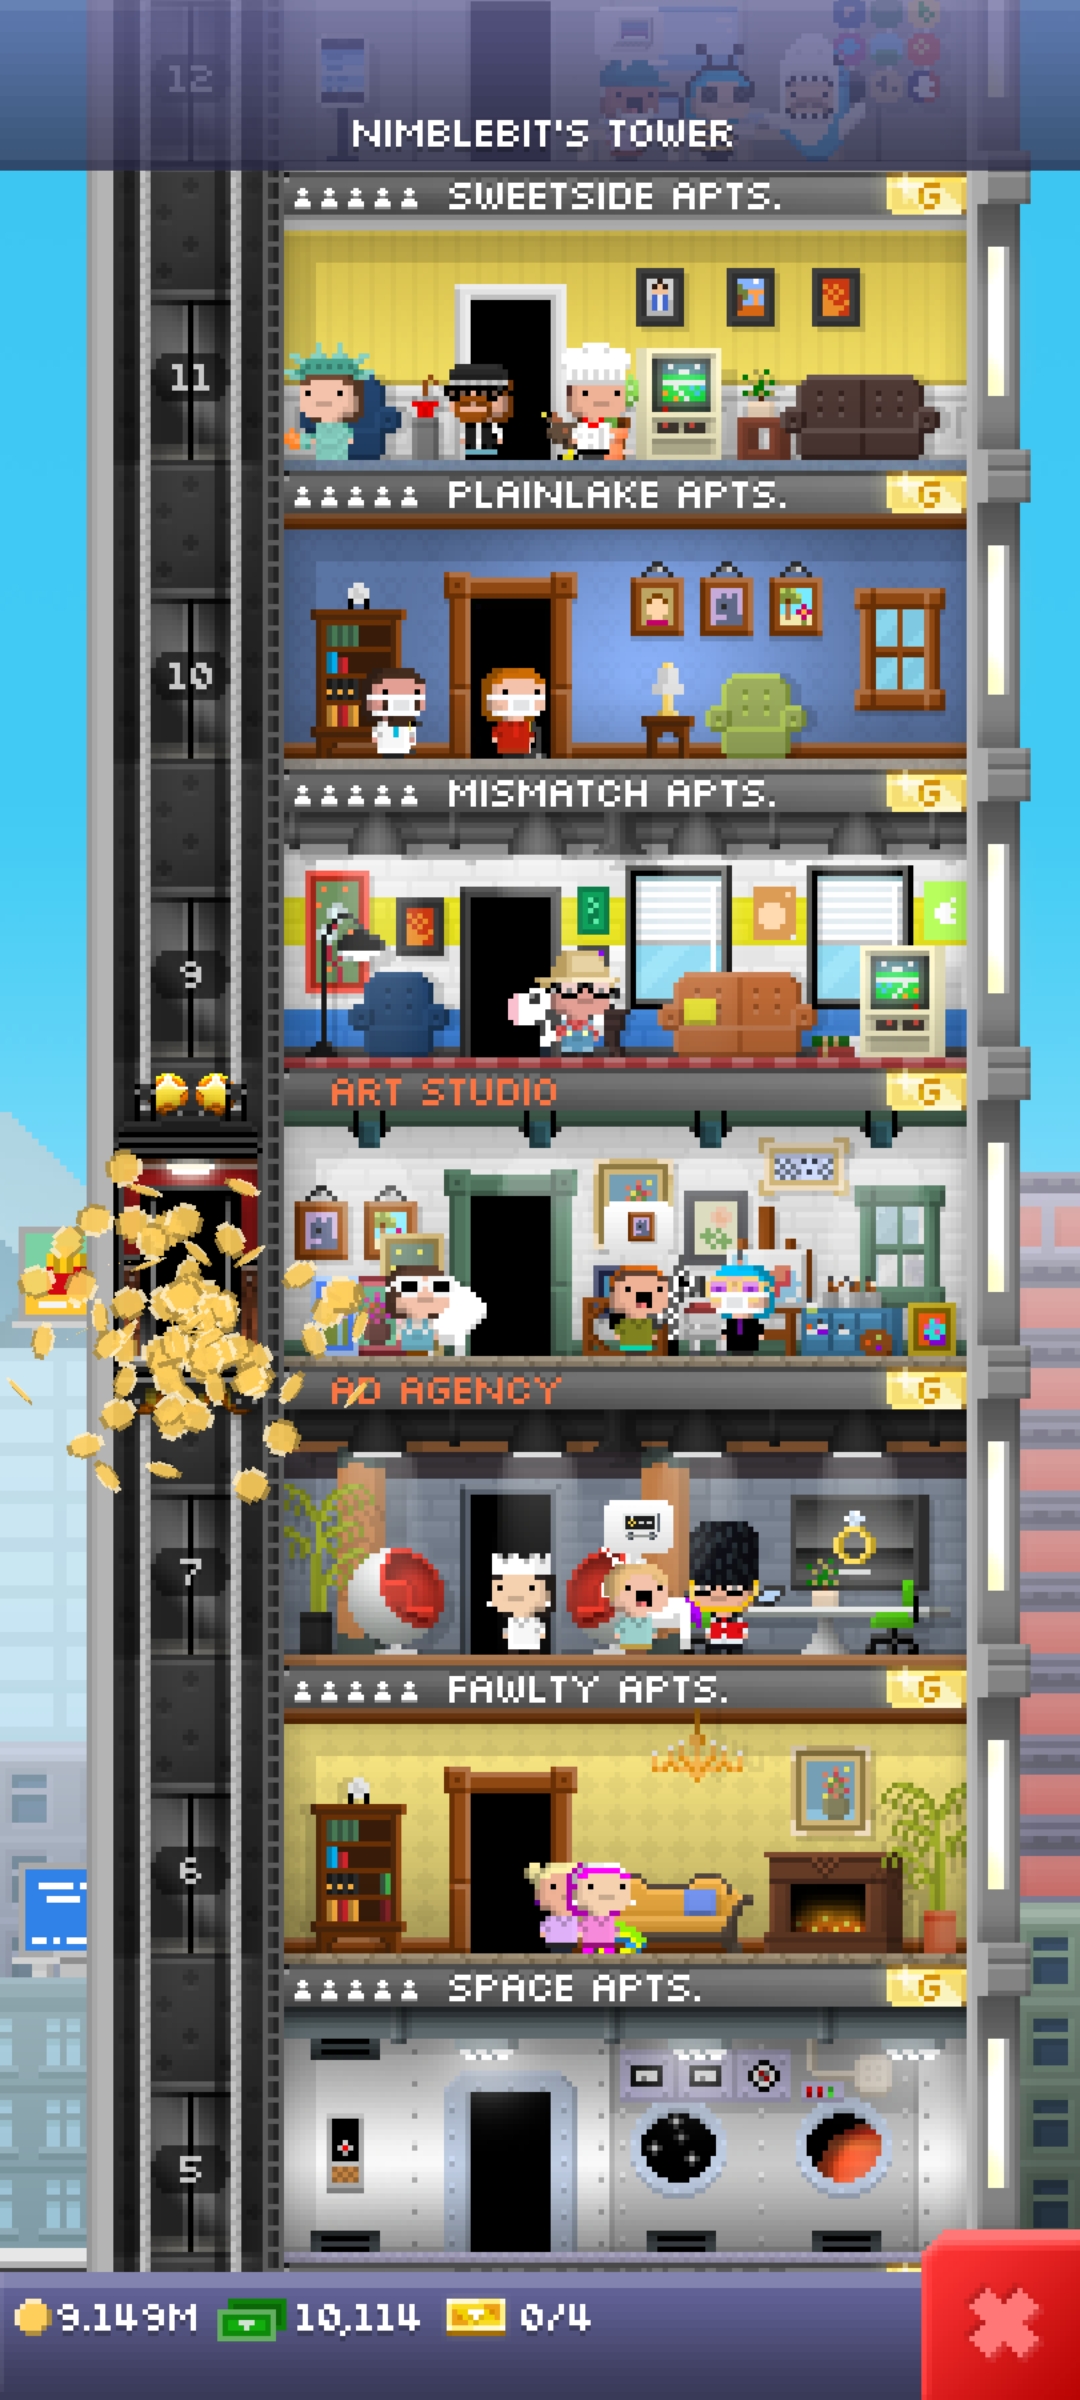 12
NIMBLEBIT'S TOWER
SWEETSIDE APTS. G
11
PLAINLAKE APTS. G
10
MISMATCH APTS. G
9
ART STUDIO G
AD AGENCY G
7
FAWLTY APTS. G
6
SPACE APTS. G
5
9.149M 10,114 0/4